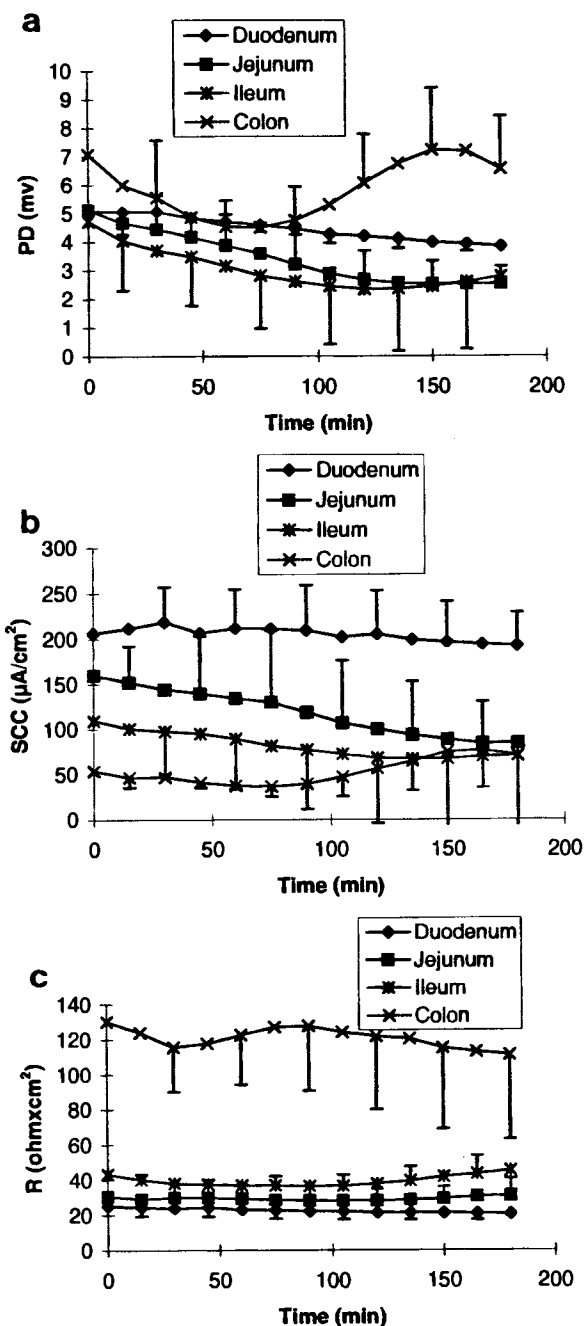 a
Duodenum
Jejunum
Ileum
Colon
10
9
8
7
6
5
4
3
2
1
0
PD (mv)
0 50 100 150 200
Time (min)
b
Duodenum
Jejunum
Ileum
Colon
300
250
200
150
100
50
0
SCC (µA/cm²)
0 50 100 150 200
Time (min)
c
Duodenum
Jejunum
Ileum
Colon
140
120
100
80
60
40
20
0
R (ohmxcm²)
0 50 100 150 200
Time (min)